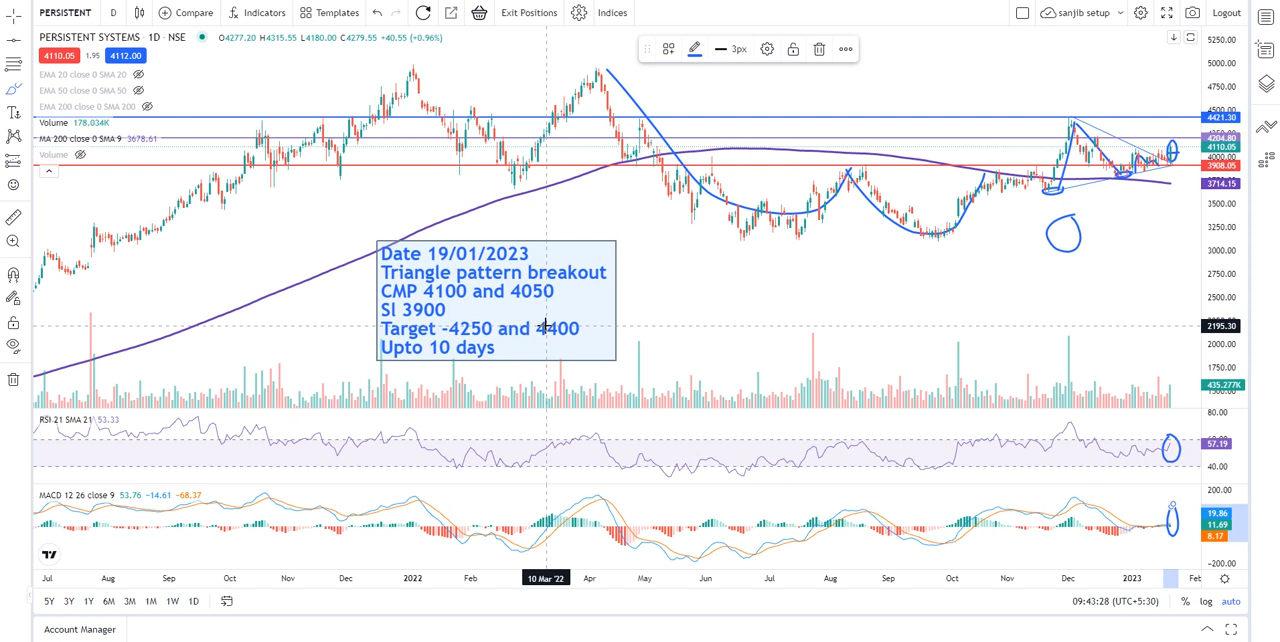 PERSISTENT D Compare Indicators Templates Exit Positions Indices sanjib setup Logout
PERSISTENT SYSTEMS · 1D · NSE O4277.20 H4315.55 L4180.00 C4279.55 +40.55 (+0.96%)
4110.05 1.95 4112.00
3px
EMA 20 close 0 SMA 20
EMA 50 close 0 SMA 50
EMA 200 close 0 SMA 200
Volume 178.034K
MA 200 close 0 SMA 9 3678.61
Volume
5250.00
5000.00
4750.00
4500.00
4421.30
4204.80
4110.05
4000.00
3908.05
3714.15
3500.00
3250.00
3000.00
2750.00
2500.00
2195.30
2000.00
1750.00
435.277K
Date 19/01/2023
Triangle pattern breakout
CMP 4100 and 4050
Sl 3900
Target -4250 and 4400
Upto 10 days
RSI 21 SMA 21 53.33
80.00
57.19
40.00
MACD 12 26 close 9 53.76 −14.61 −68.37
200.00
19.86
11.69
8.17
−200.00
Jul Aug Sep Oct Nov Dec 2022 Feb 10 Mar '22 Apr May Jun Jul Aug Sep Oct Nov Dec 2023 Feb
5Y 3Y 1Y 6M 3M 1M 1W 1D 09:43:28 (UTC+5:30) % log auto
Account Manager